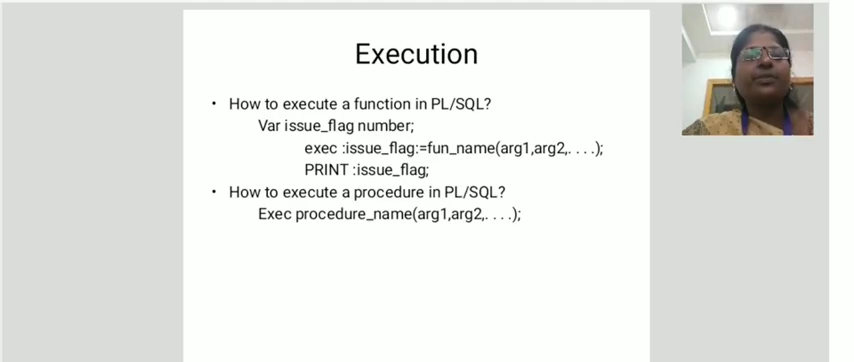 Execution
• How to execute a function in PL/SQL?
Var issue_flag number;
exec :issue_flag:=fun_name(arg1,arg2,. . . .);
PRINT :issue_flag;
• How to execute a procedure in PL/SQL?
Exec procedure_name(arg1,arg2,. . . .);